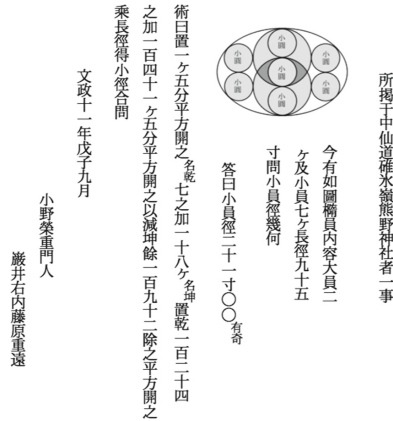 所掲于中仙道碓氷嶺熊野神社者一事
小圓
小圓
小圓
小圓
小圓
小圓
小圓
今有如圖橢員内容大員二
ヶ及小員七ヶ長徑九十五
寸問小員徑幾何
答曰小員徑二十一寸〇〇有奇
術曰置一ヶ五分平方開之名乾七之加一十八ヶ名坤置乾一百二十四
之加一百四十一ヶ五分平方開之以減坤餘一百九十二除之平方開之
乘長徑得小徑合問
文政十一年戊子九月
小野榮重門人
巌井右内藤原重遠